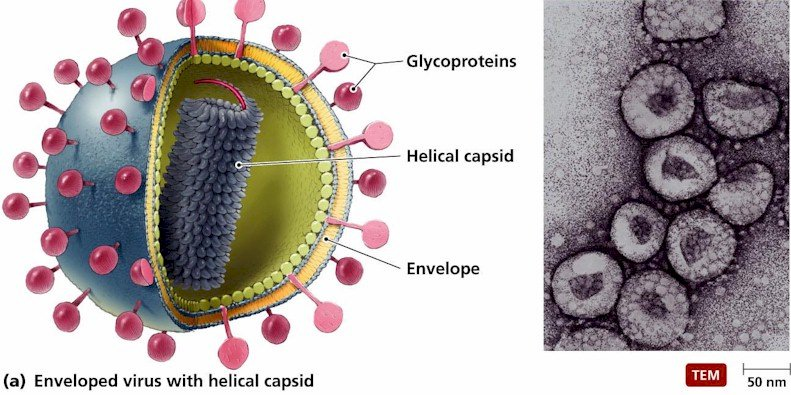 Glycoproteins
Helical capsid
Envelope
(a) Enveloped virus with helical capsid
TEM
50 nm